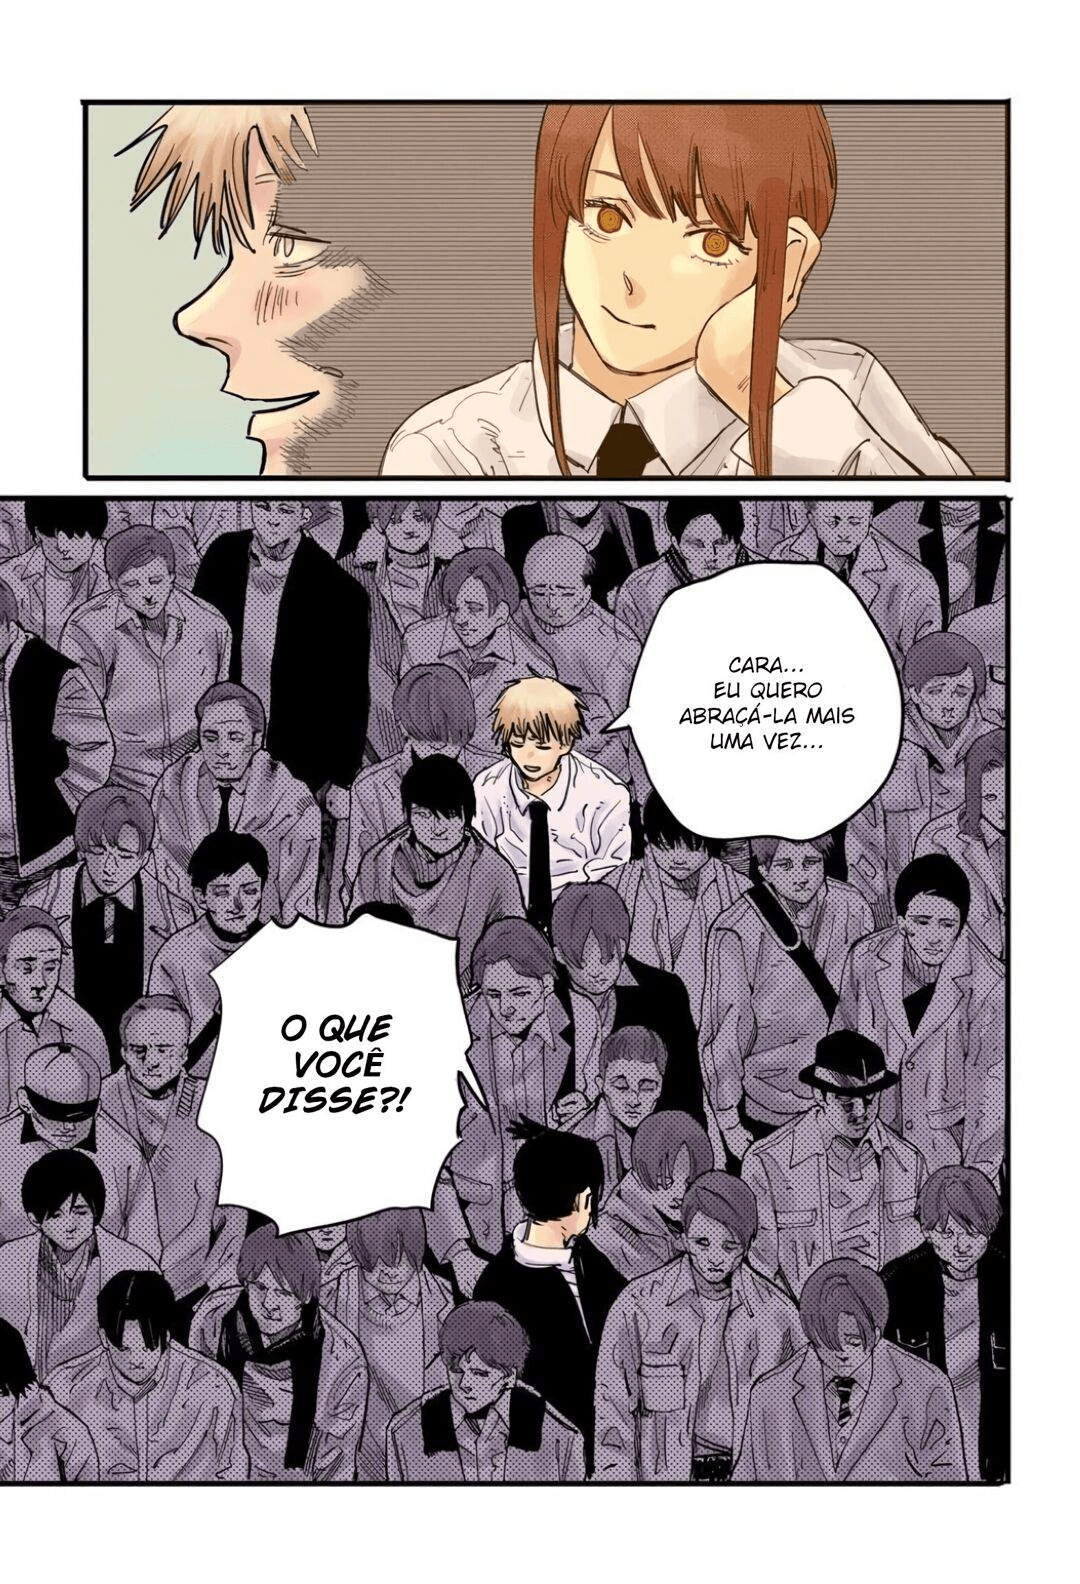 CARA...
EU QUERO
ABRAÇÁ-LA MAIS
UMA VEZ...
O QUE
VOCÊ
DISSE?!